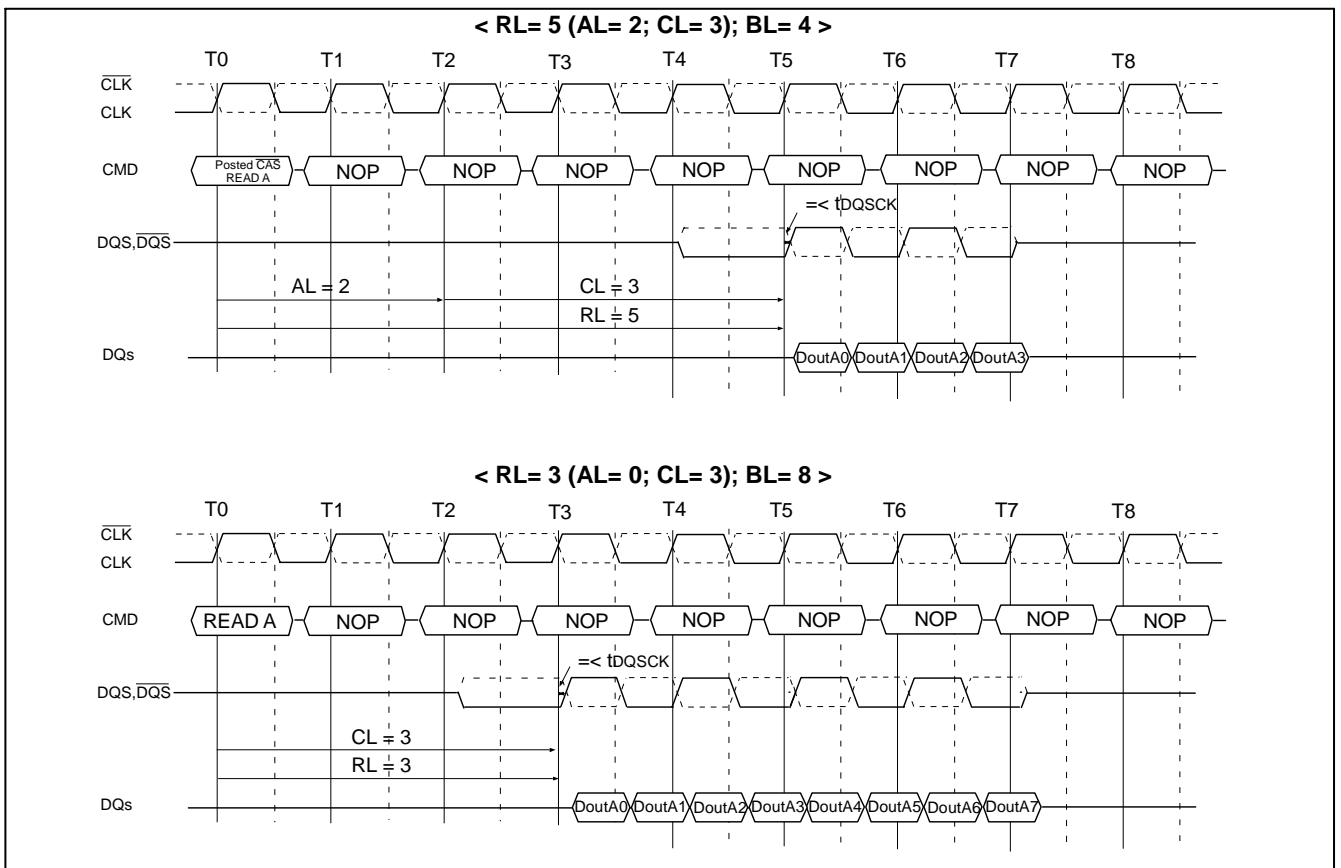 < RL= 5 (AL= 2; CL= 3); BL= 4 >
T0 T1 T2 T3 T4 T5 T6 T7 T8
CLK
CLK
CMD Posted CAS READ A NOP NOP NOP NOP NOP NOP NOP NOP
=< tDQSCK
DQS,DQS
AL = 2 CL = 3
RL = 5
DQs DoutA0 DoutA1 DoutA2 DoutA3
< RL= 3 (AL= 0; CL= 3); BL= 8 >
T0 T1 T2 T3 T4 T5 T6 T7 T8
CLK
CLK
CMD READ A NOP NOP NOP NOP NOP NOP NOP NOP
=< tDQSCK
DQS,DQS
CL = 3
RL = 3
DQs DoutA0 DoutA1 DoutA2 DoutA3 DoutA4 DoutA5 DoutA6 DoutA7